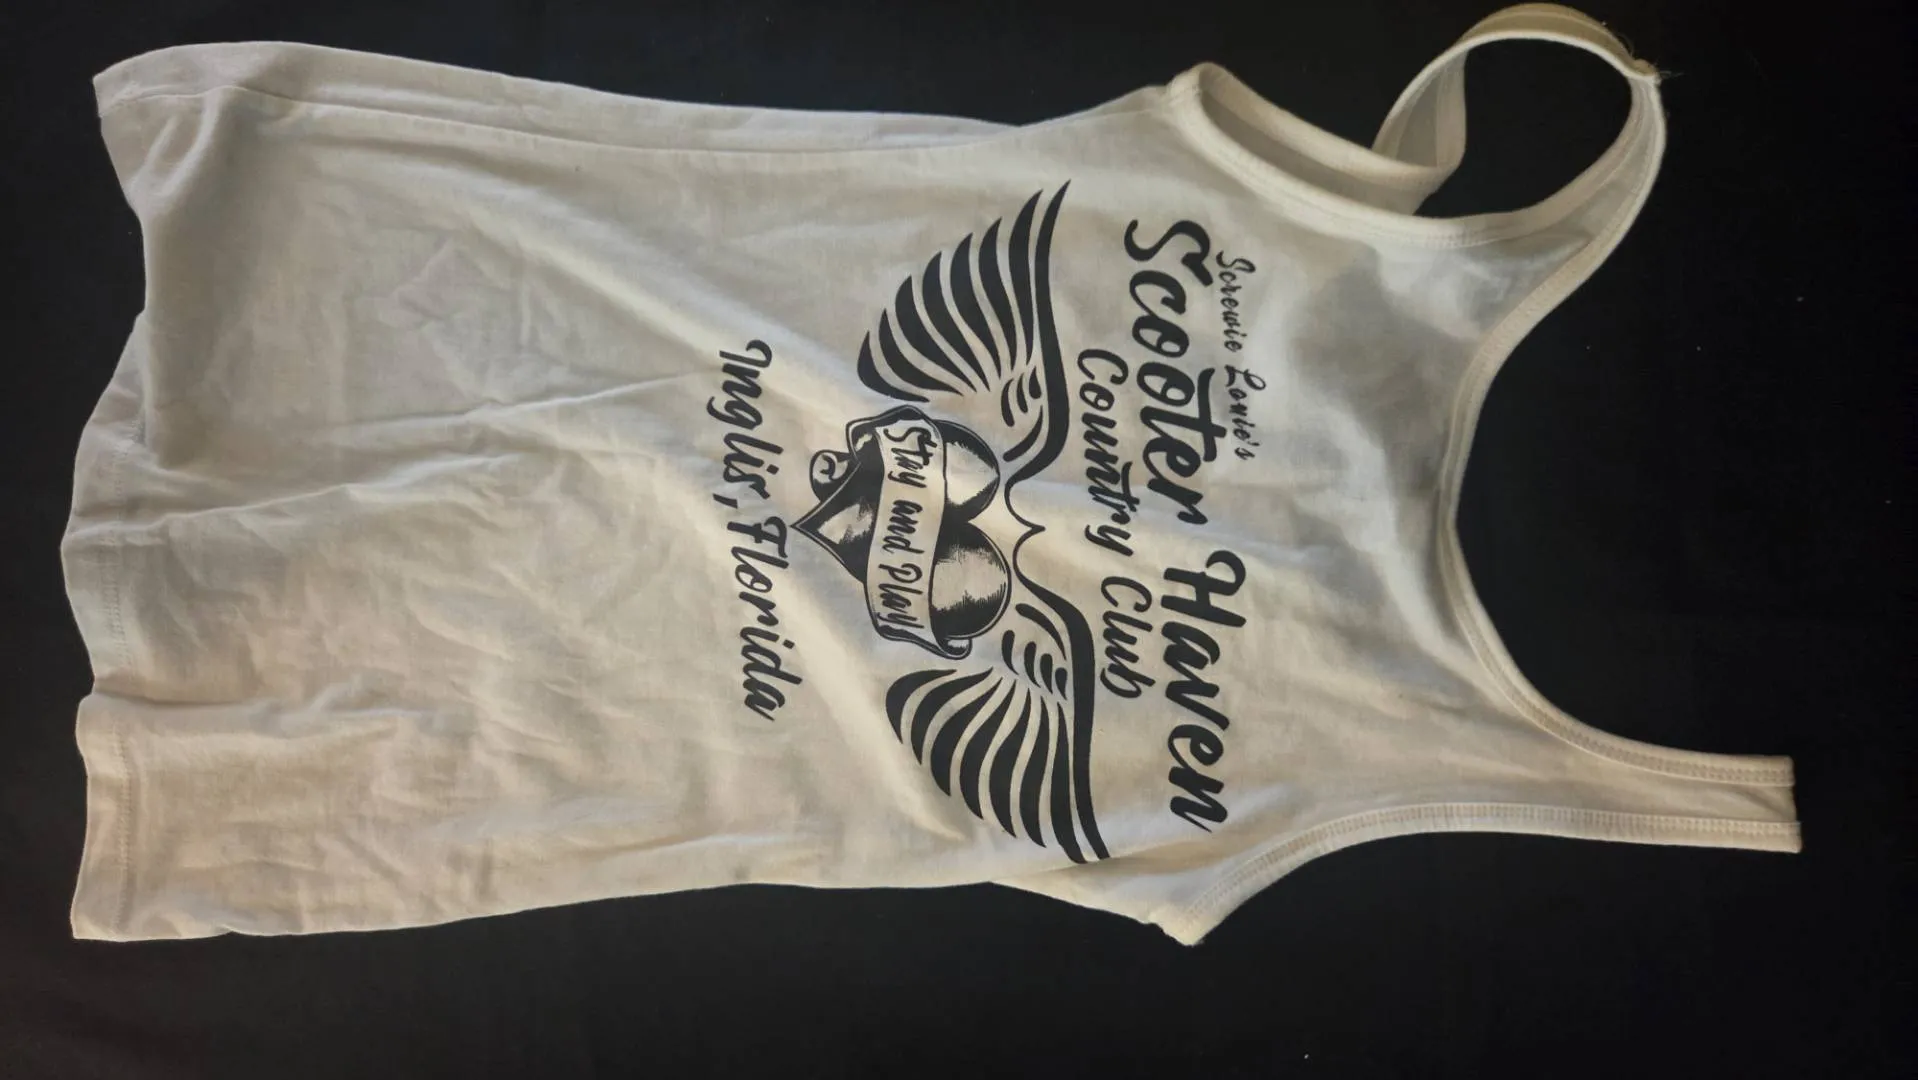 Screwie Louie's
Scooter Haven
Country Club
Stay and Play
Inglis, Florida